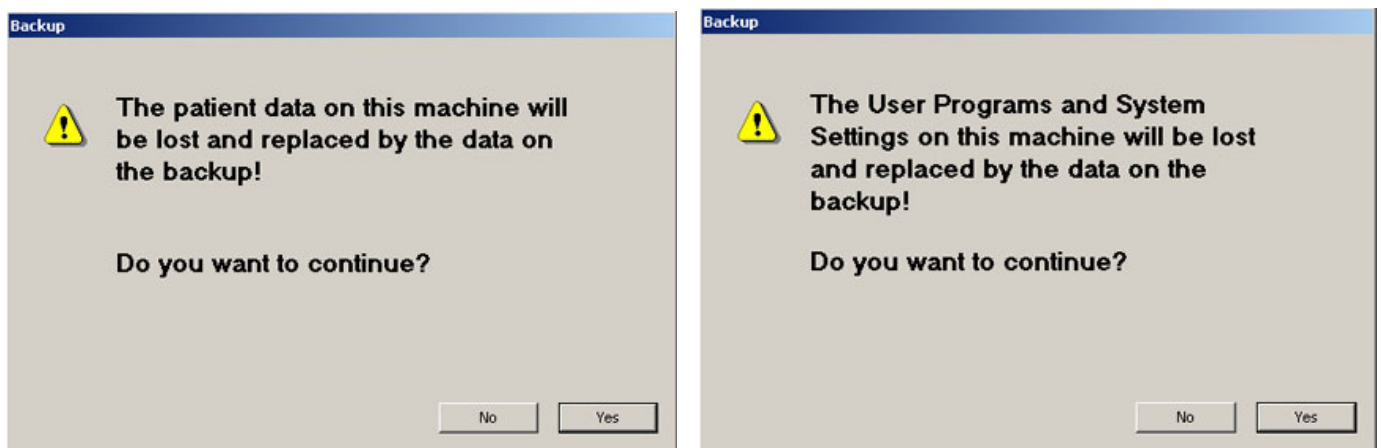 Backup
The patient data on this machine will
be lost and replaced by the data on
the backup!
Do you want to continue?
No
Yes
Backup
The User Programs and System
Settings on this machine will be lost
and replaced by the data on the
backup!
Do you want to continue?
No
Yes